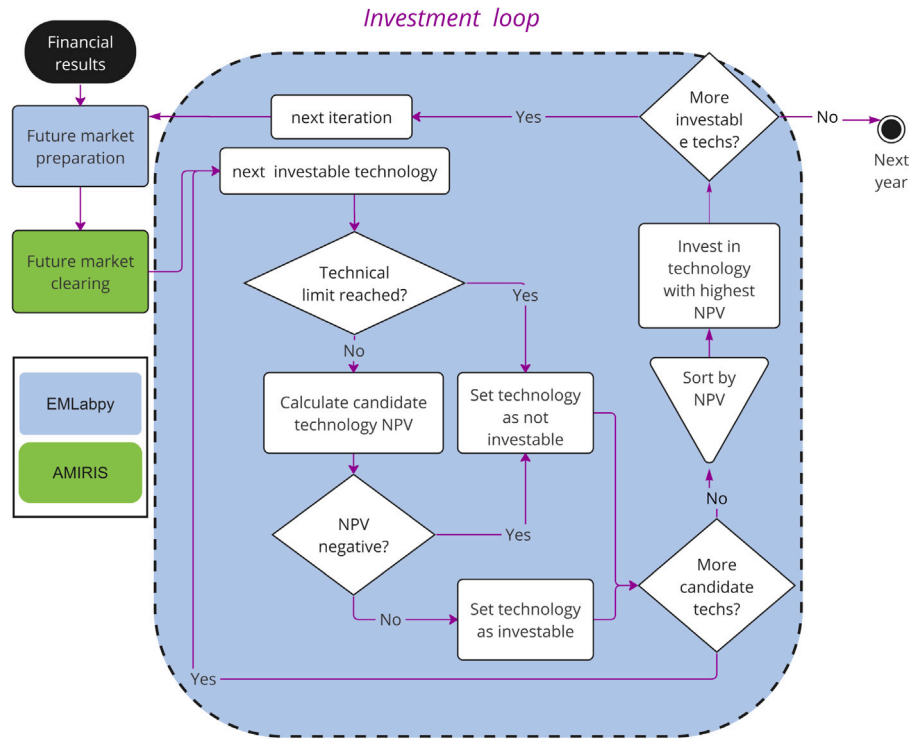 Investment loop
Financial
results
Future market
preparation
Future market
clearing
EMLabpy
AMIRIS
next iteration
Yes
More
investabl
e techs?
No
Next
year
next investable technology
Technical
limit reached?
Yes
No
Calculate candidate
technology NPV
Set technology
as not
investable
NPV
negative?
Yes
No
Set technology
as investable
More
candidate
techs?
Yes
No
Sort by
NPV
Invest in
technology
with highest
NPV